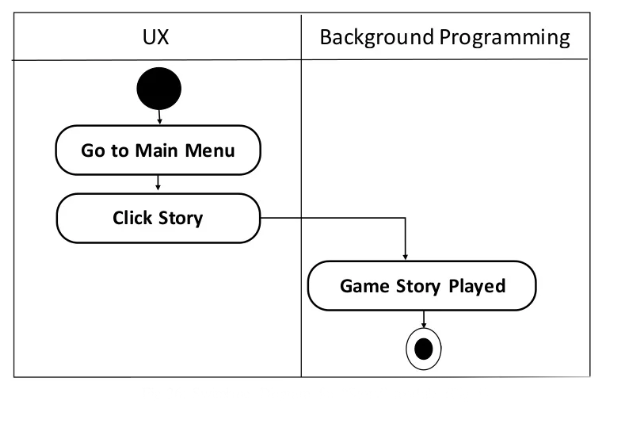 UX
Background Programming
Go to Main Menu
Click Story
Game Story Played